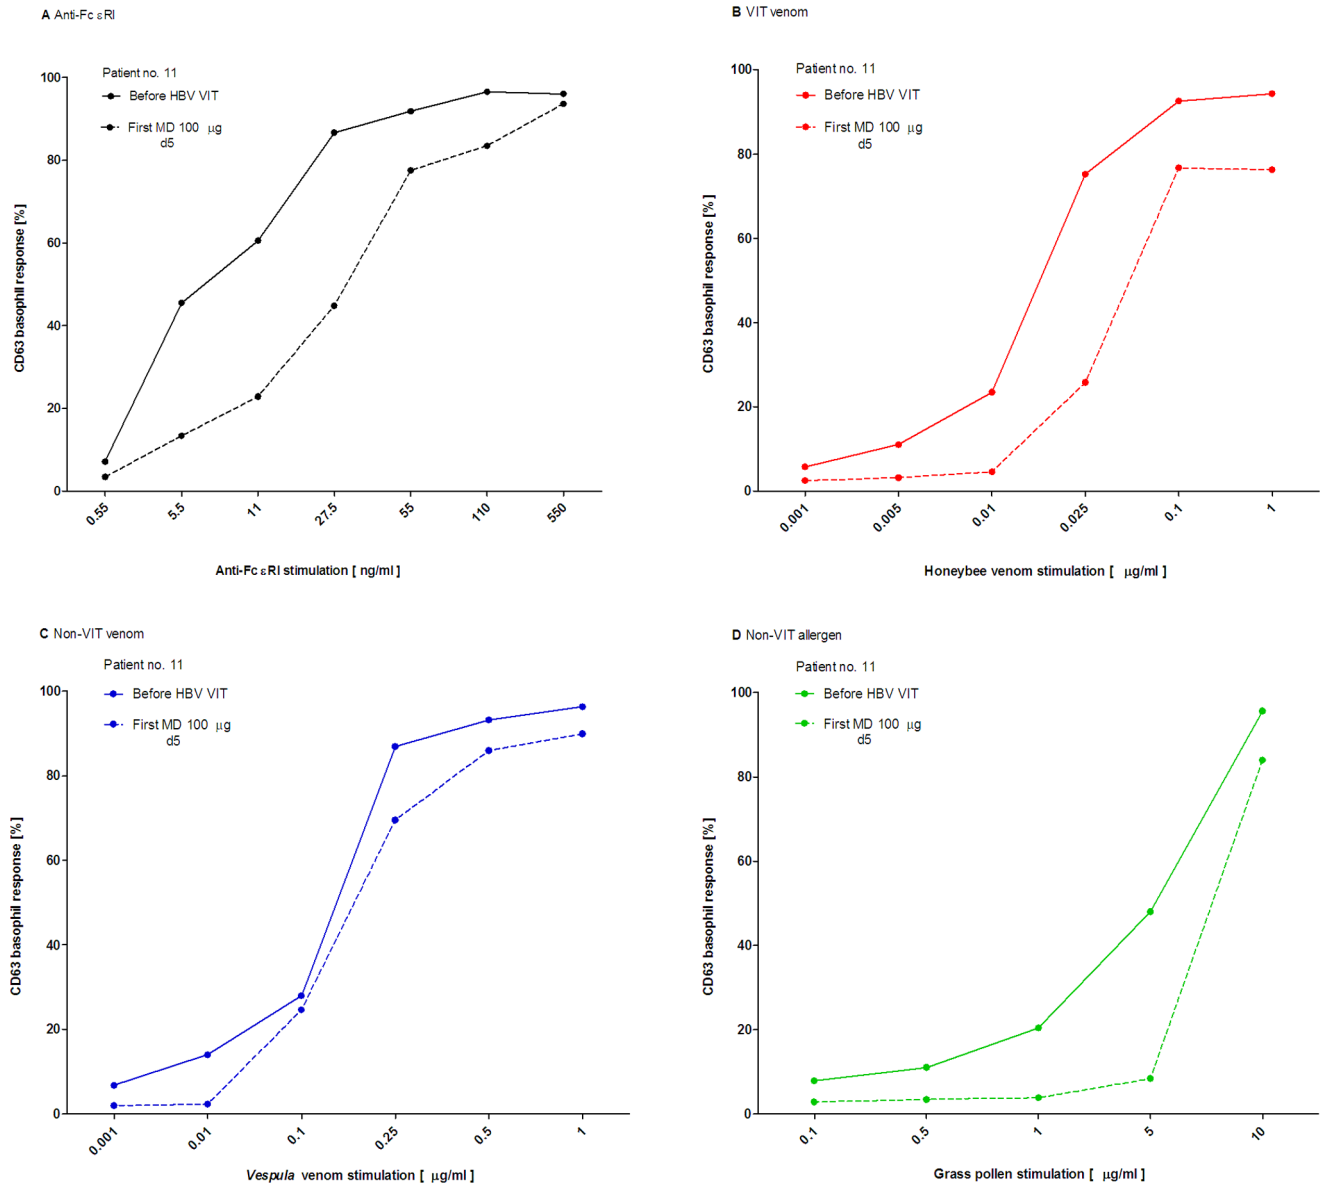 A Anti-Fc εRI
Patient no. 11
Before HBV VIT
First MD 100 μg
d5
CD63 basophil response [%]
100
80
60
40
20
0
0.55
5.5
11
27.5
55
110
550
Anti-Fc εRI stimulation [ ng/ml ]
B VIT venom
Patient no. 11
Before HBV VIT
First MD 100 μg
d5
CD63 basophil response [%]
100
80
60
40
20
0
0.001
0.005
0.01
0.025
0.1
1
Honeybee venom stimulation [ μg/ml ]
C Non-VIT venom
Patient no. 11
Before HBV VIT
First MD 100 μg
d5
CD63 basophil response [%]
100
80
60
40
20
0
0.001
0.01
0.1
0.25
0.5
1
Vespula venom stimulation [ μg/ml ]
D Non-VIT allergen
Patient no. 11
Before HBV VIT
First MD 100 μg
d5
CD63 basophil response [%]
100
80
60
40
20
0
0.1
0.5
1
5
10
Grass pollen stimulation [ μg/ml ]